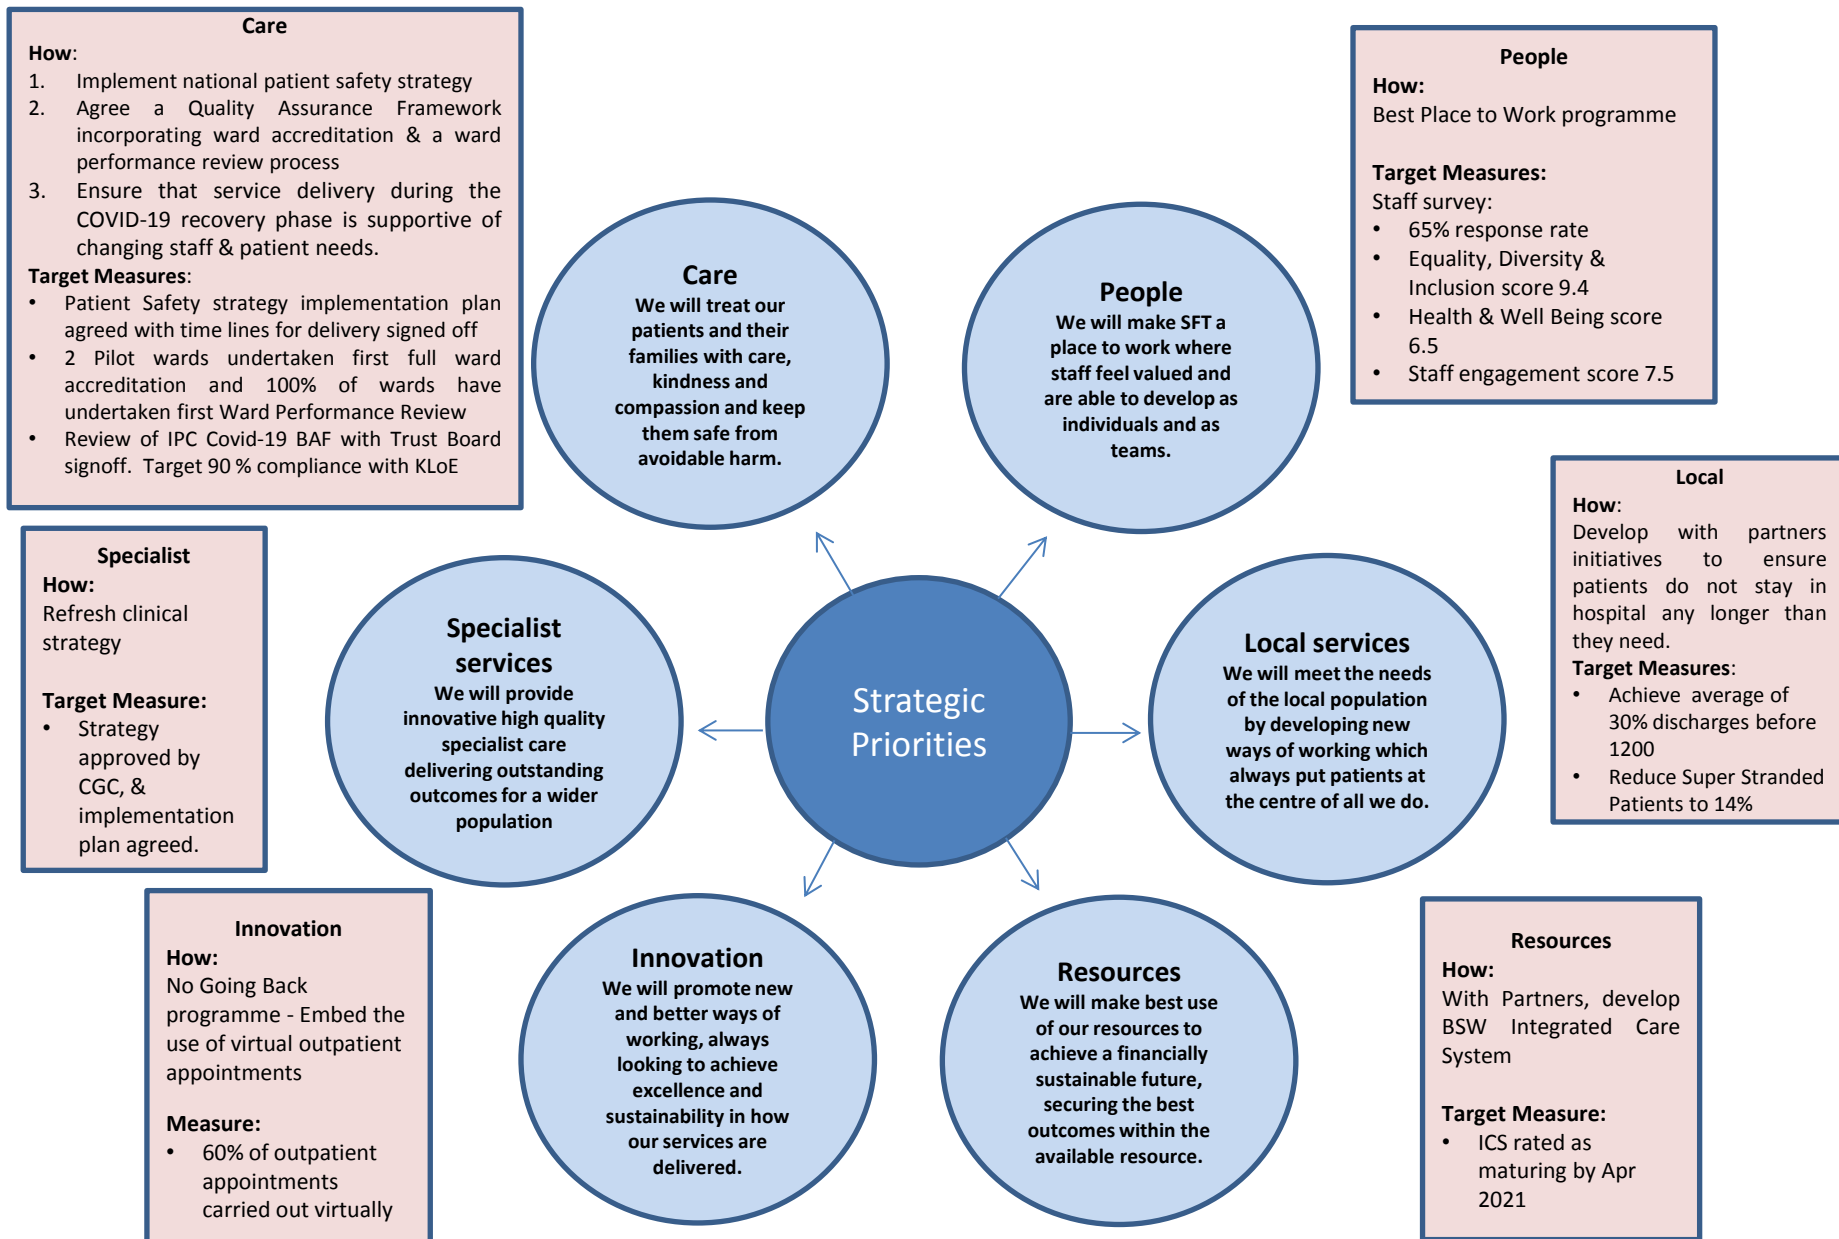 Care
How:
1. Implement national patient safety strategy
2. Agree a Quality Assurance Framework
incorporating ward accreditation & a ward
performance review process
3. Ensure that service delivery during the
COVID-19 recovery phase is supportive of
changing staff & patient needs.
Target Measures:
• Patient Safety strategy implementation plan
agreed with time lines for delivery signed off
• 2 Pilot wards undertaken first full ward
accreditation and 100% of wards have
undertaken first Ward Performance Review
• Review of IPC Covid-19 BAF with Trust Board
signoff. Target 90 % compliance with KLoE
People
How:
Best Place to Work programme
Target Measures:
Staff survey:
• 65% response rate
• Equality, Diversity &
Inclusion score 9.4
• Health & Well Being score
6.5
• Staff engagement score 7.5
Care
We will treat our
patients and their
families with care,
kindness and
compassion and keep
them safe from
avoidable harm.
People
We will make SFT a
place to work where
staff feel valued and
are able to develop as
individuals and as
teams.
Local
How:
Develop with partners
initiatives to ensure
patients do not stay in
hospital any longer than
they need.
Target Measures:
• Achieve average of
30% discharges before
1200
• Reduce Super Stranded
Patients to 14%
Specialist
How:
Refresh clinical
strategy
Target Measure:
• Strategy
approved by
CGC, &
implementation
plan agreed.
Specialist
services
We will provide
innovative high quality
specialist care
delivering outstanding
outcomes for a wider
population
Strategic
Priorities
Local services
We will meet the needs
of the local population
by developing new
ways of working which
always put patients at
the centre of all we do.
Innovation
How:
No Going Back
programme - Embed the
use of virtual outpatient
appointments
Measure:
• 60% of outpatient
appointments
carried out virtually
Innovation
We will promote new
and better ways of
working, always
looking to achieve
excellence and
sustainability in how
our services are
delivered.
Resources
We will make best use
of our resources to
achieve a financially
sustainable future,
securing the best
outcomes within the
available resource.
Resources
How:
With Partners, develop
BSW Integrated Care
System
Target Measure:
• ICS rated as
maturing by Apr
2021